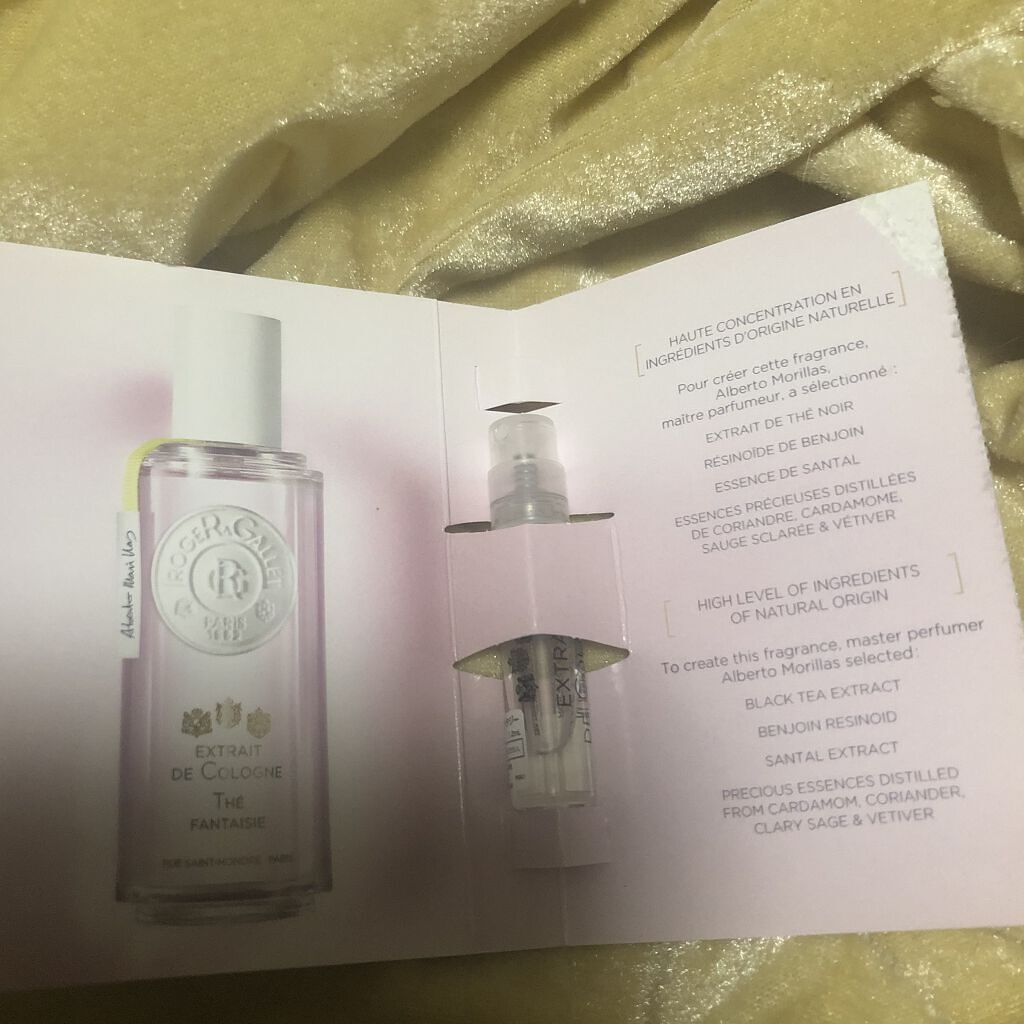 ROGER & GALLET
R
PARIS
1862
Alberto Morillas
EXTRAIT
DE COLOGNE
THÉ
FANTAISIE
RUE SAINT-HONORÉ PARIS
EXTRA
HAUTE CONCENTRATION EN
INGRÉDIENTS D'ORIGINE NATURELLE
Pour créer cette fragrance,
Alberto Morillas,
maître parfumeur, a sélectionné :
EXTRAIT DE THÉ NOIR
RÉSINOÏDE DE BENJOIN
ESSENCE DE SANTAL
ESSENCES PRÉCIEUSES DISTILLÉES
DE CORIANDRE, CARDAMOME,
SAUGE SCLARÉE & VÉTIVER
HIGH LEVEL OF INGREDIENTS
OF NATURAL ORIGIN
To create this fragrance, master perfumer
Alberto Morillas selected:
BLACK TEA EXTRACT
BENJOIN RESINOID
SANTAL EXTRACT
PRECIOUS ESSENCES DISTILLED
FROM CARDAMOM, CORIANDER,
CLARY SAGE & VETIVER